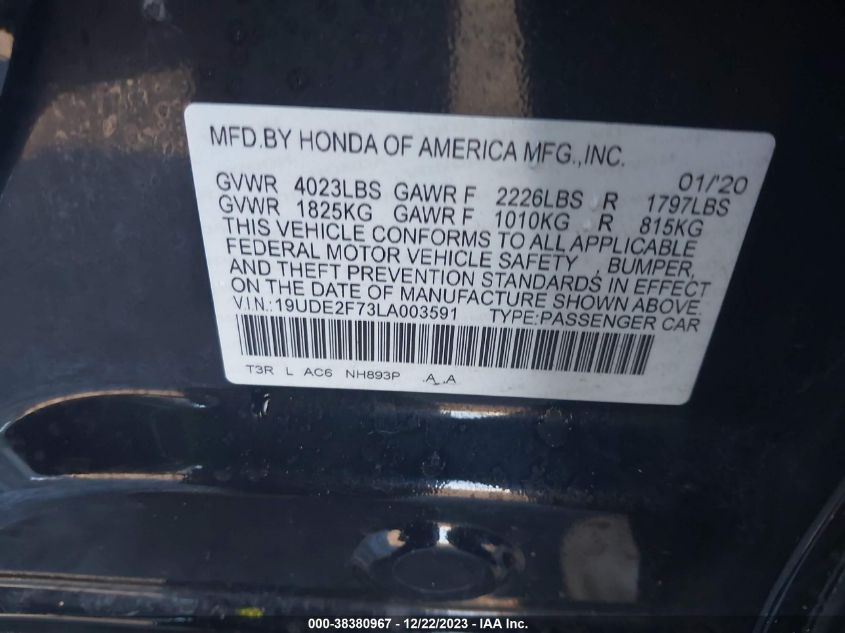 MFD.BY HONDA OF AMERICA MFG.,INC.
01/'20
GVWR 4023LBS GAWR F 2226LBS R 1797LBS
GVWR 1825KG GAWR F 1010KG R 815KG
THIS VEHICLE CONFORMS TO ALL APPLICABLE
FEDERAL MOTOR VEHICLE SAFETY , BUMPER,
AND THEFT PREVENTION STANDARDS IN EFFECT
ON THE DATE OF MANUFACTURE SHOWN ABOVE.
VIN:19UDE2F73LA003591 TYPE:PASSENGER CAR
T3R L AC6 NH893P .A_.A
000-38380967 - 12/22/2023 - IAA Inc.